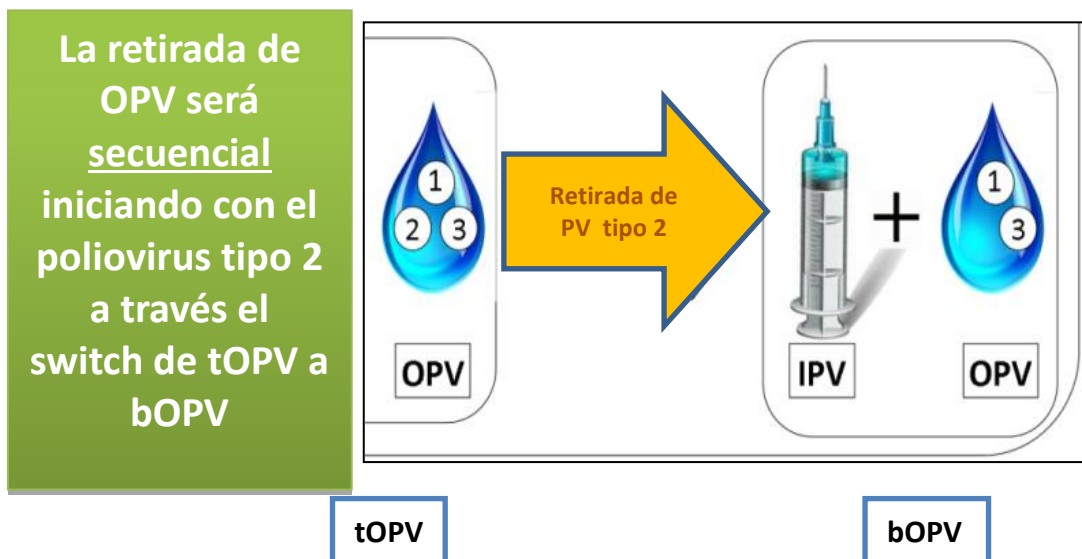 La retirada de
OPV será
secuencial
iniciando con el
poliovirus tipo 2
a través el
switch de tOPV a
bOPV
1
2 3
OPV
Retirada de
PV tipo 2
+
1
3
IPV
OPV
tOPV
bOPV